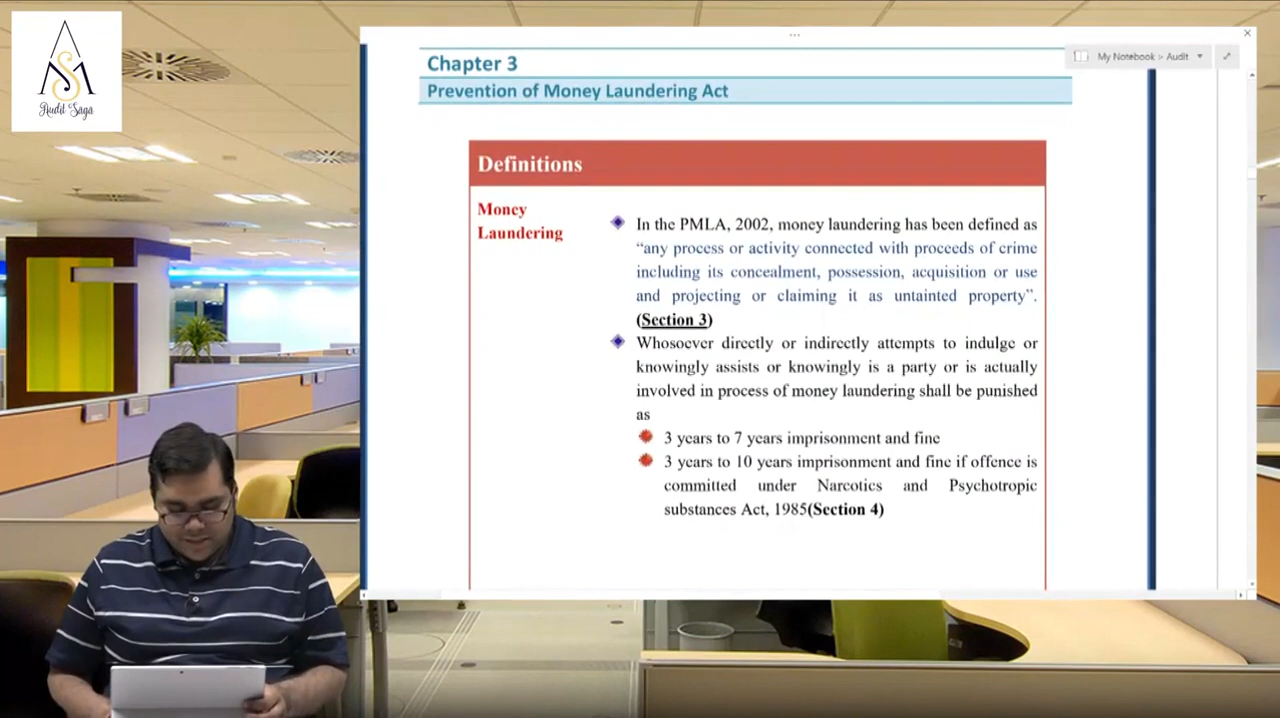 Audit Saga
My Notebook > Audit
Chapter 3
Prevention of Money Laundering Act
Definitions
Money
Laundering
In the PMLA, 2002, money laundering has been defined as
“any process or activity connected with proceeds of crime
including its concealment, possession, acquisition or use
and projecting or claiming it as untainted property”.
(Section 3)
Whosoever directly or indirectly attempts to indulge or
knowingly assists or knowingly is a party or is actually
involved in process of money laundering shall be punished
as
3 years to 7 years imprisonment and fine
3 years to 10 years imprisonment and fine if offence is
committed under Narcotics and Psychotropic
substances Act, 1985(Section 4)